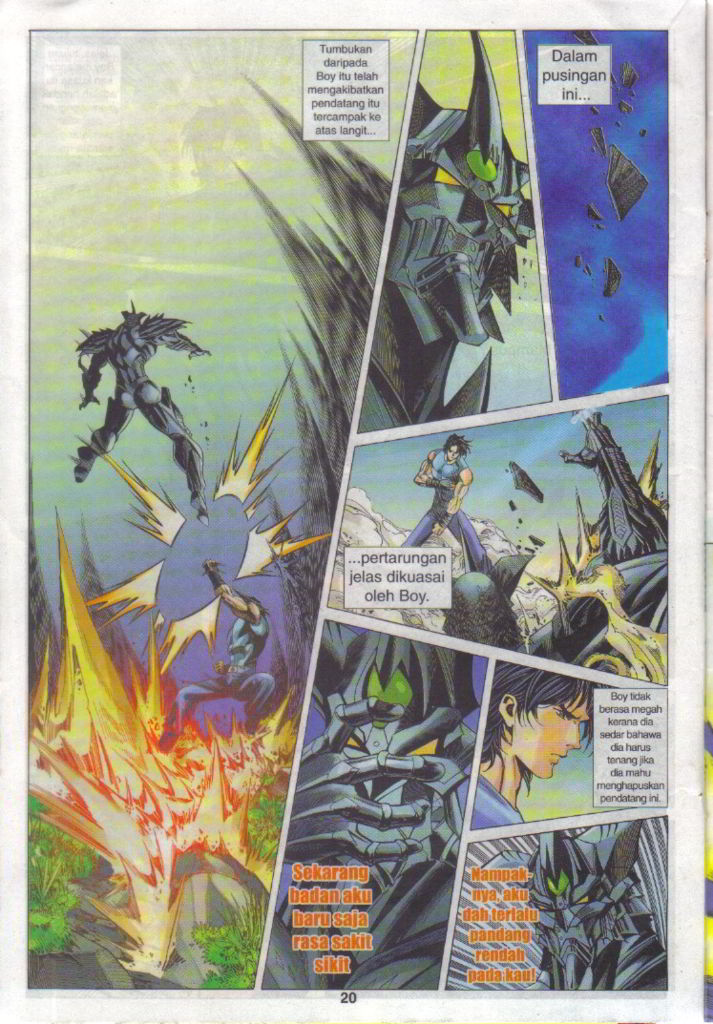 Tumbukan
daripada
Boy itu telah
mengakibatkan
pendatang itu
tercampak ke
atas langit...
Dalam
pusingan
ini...
...pertarungan
jelas dikuasai
oleh Boy.
Boy tidak
berasa megah
kerana dia
sedar bahawa
dia harus
tenang jika
dia mahu
menghapuskan
pendatang ini.
Sekarang
badan aku
baru saja
rasa sakit
sikit
Nampak-
nya, aku
dah terlalu
pandang
rendah
pada kau!
20